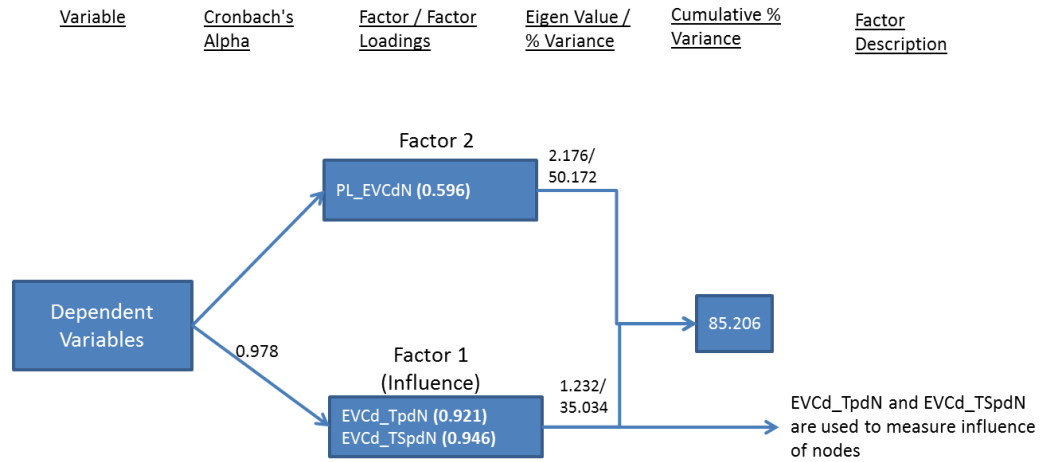 Variable
Cronbach's
Alpha
Factor / Factor
Loadings
Eigen Value /
% Variance
Cumulative %
Variance
Factor
Description
Factor 2
PL_EVCdN (0.596)
2.176/
50.172
Dependent
Variables
0.978
85.206
Factor 1
(Influence)
EVCd_TpdN (0.921)
EVCd_TSpdN (0.946)
1.232/
35.034
EVCd_TpdN and EVCd_TSpdN
are used to measure influence
of nodes